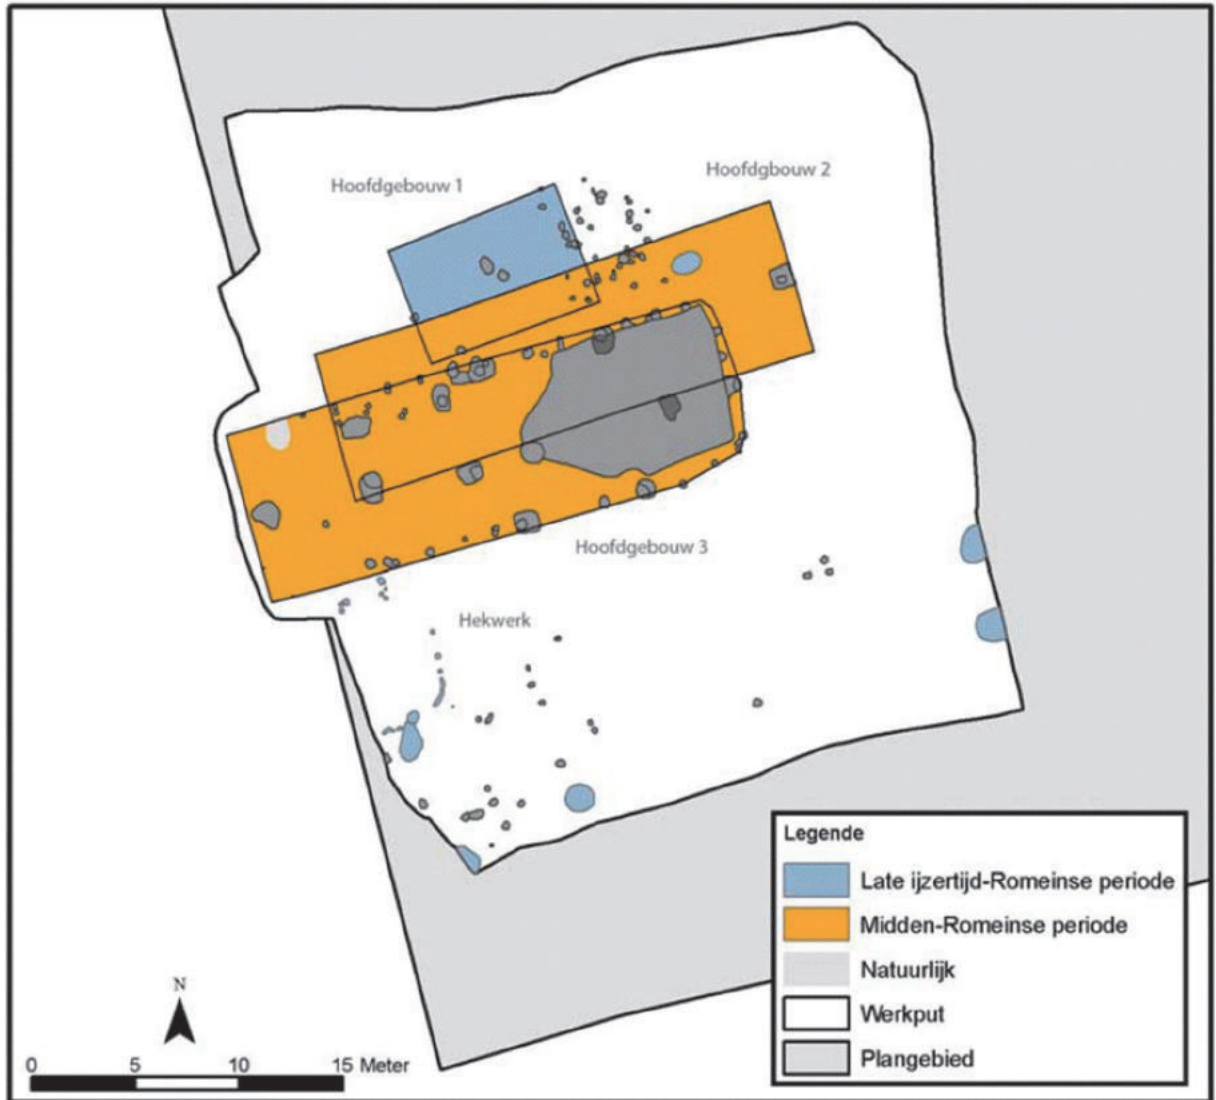 Hoofdgebouw 1
Hoofdgbouw 2
Hoofdgebouw 3
Hekwerk
Legende
Late ijzertijd-Romeinse periode
Midden-Romeinse periode
Natuurlijk
Werkput
Plangebied
N
0 5 10 15 Meter